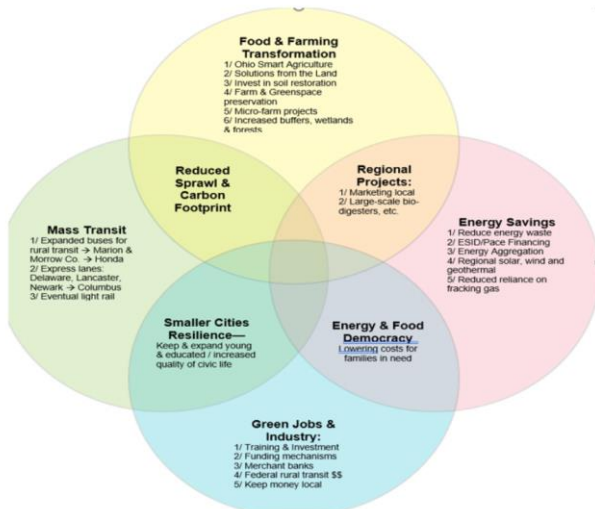 Food & Farming
Transformation
1/ Ohio Smart Agriculture
2/ Solutions from the Land
3/ Invest in soil restoration
4/ Farm & Greenspace
preservation
5/ Micro-farm projects
6/ Increased buffers, wetlands
& forests
Reduced
Sprawl &
Carbon
Footprint
Regional
Projects:
1/ Marketing local
2/ Large-scale bio-
digesters, etc.
Mass Transit
1/ Expanded buses for
rural transit → Marion &
Morrow Co. → Honda
2/ Express lanes:
Delaware, Lancaster,
Newark → Columbus
3/ Eventual light rail
Energy Savings
1/ Reduce energy waste
2/ ESID/Pace Financing
3/ Energy Aggregation
4/ Regional solar, wind and
geothermal
5/ Reduced reliance on
fracking gas
Smaller Cities
Resilience—
Keep & expand young
& educated / increased
quality of civic life
Energy & Food
Democracy
Lowering costs for
families in need
Green Jobs &
Industry:
1/ Training & Investment
2/ Funding mechanisms
3/ Merchant banks
4/ Federal rural transit $$
5/ Keep money local